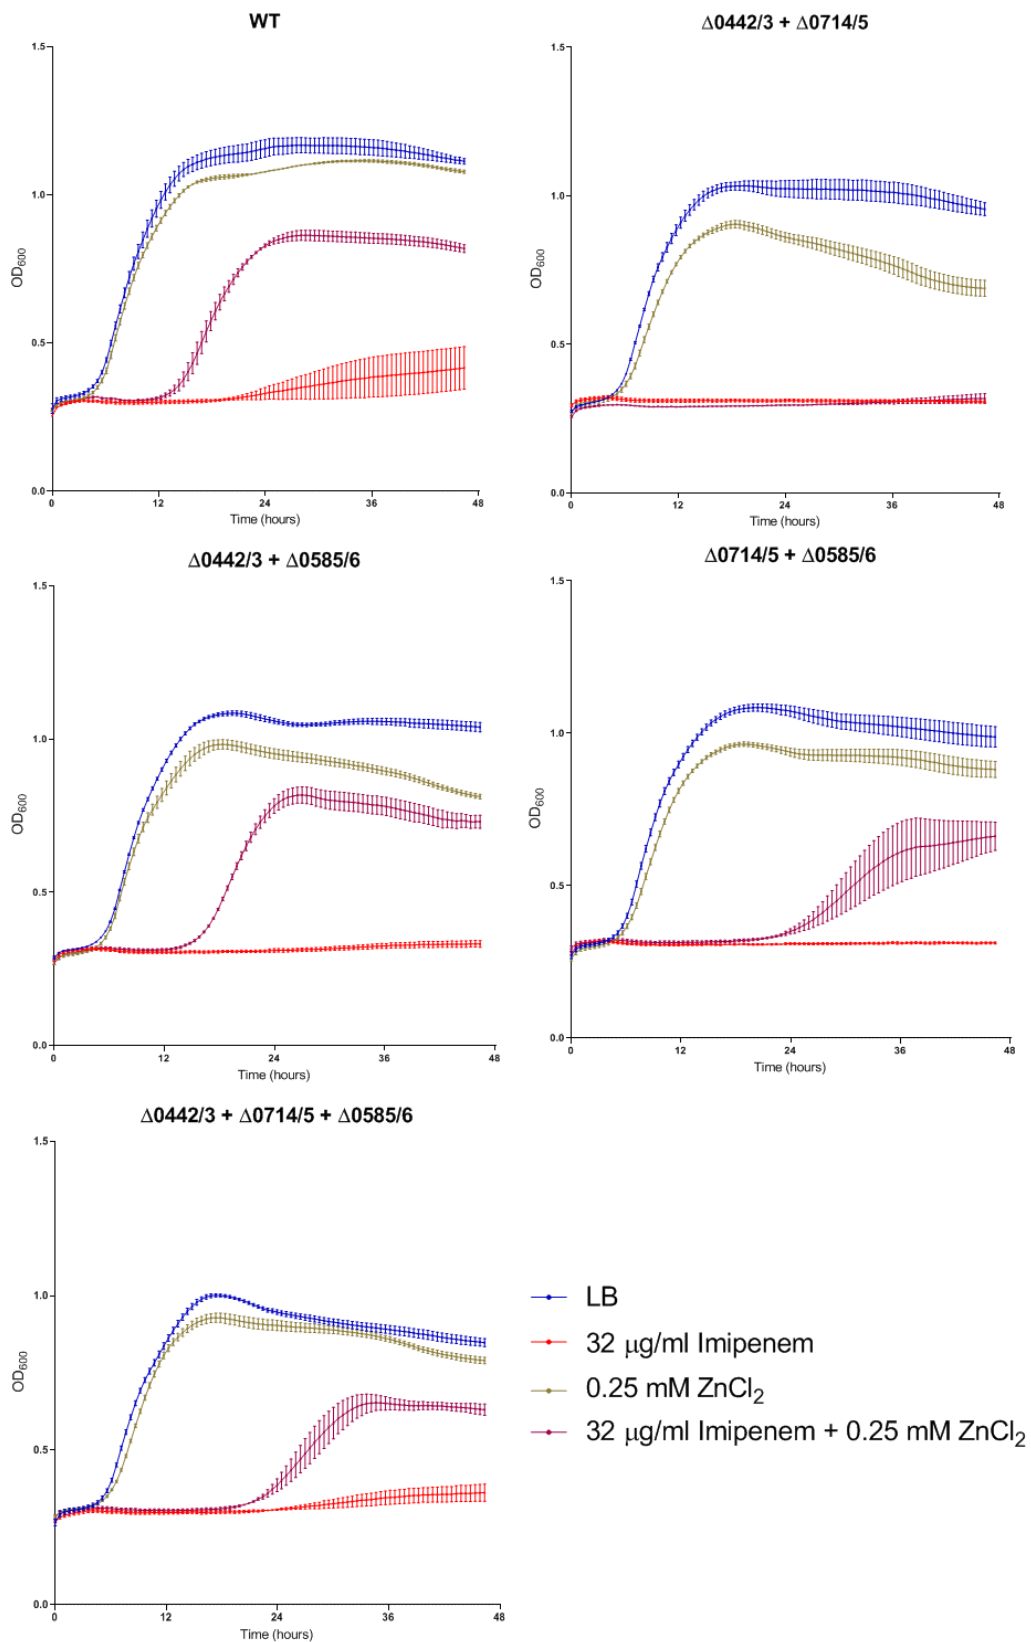 WT
1.5
1.0
0.5
0.0
OD600
0 12 24 36 48
Time (hours)
Δ0442/3 + Δ0714/5
1.5
1.0
0.5
0.0
OD600
0 12 24 36 48
Time (hours)
Δ0442/3 + Δ0585/6
1.5
1.0
0.5
0.0
OD600
0 12 24 36 48
Time (hours)
Δ0714/5 + Δ0585/6
1.5
1.0
0.5
0.0
OD600
0 12 24 36 48
Time (hours)
Δ0442/3 + Δ0714/5 + Δ0585/6
1.5
1.0
0.5
0.0
OD600
0 12 24 36 48
Time (hours)
LB
32 μg/ml Imipenem
0.25 mM ZnCl2
32 μg/ml Imipenem + 0.25 mM ZnCl2